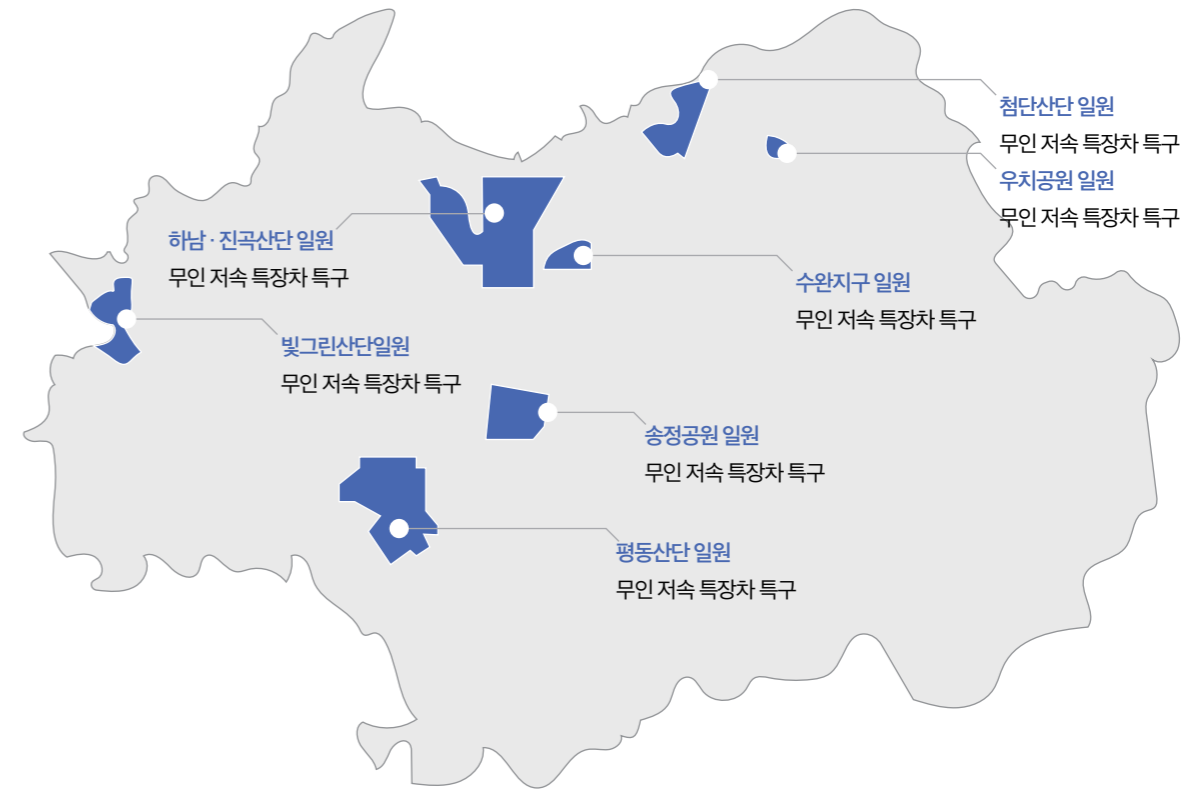 첨단산단 일원
무인 저속 특장차 특구
우치공원 일원
무인 저속 특장차 특구
하남 · 진곡산단 일원
무인 저속 특장차 특구
수완지구 일원
무인 저속 특장차 특구
빛그린산단일원
무인 저속 특장차 특구
송정공원 일원
무인 저속 특장차 특구
평동산단 일원
무인 저속 특장차 특구